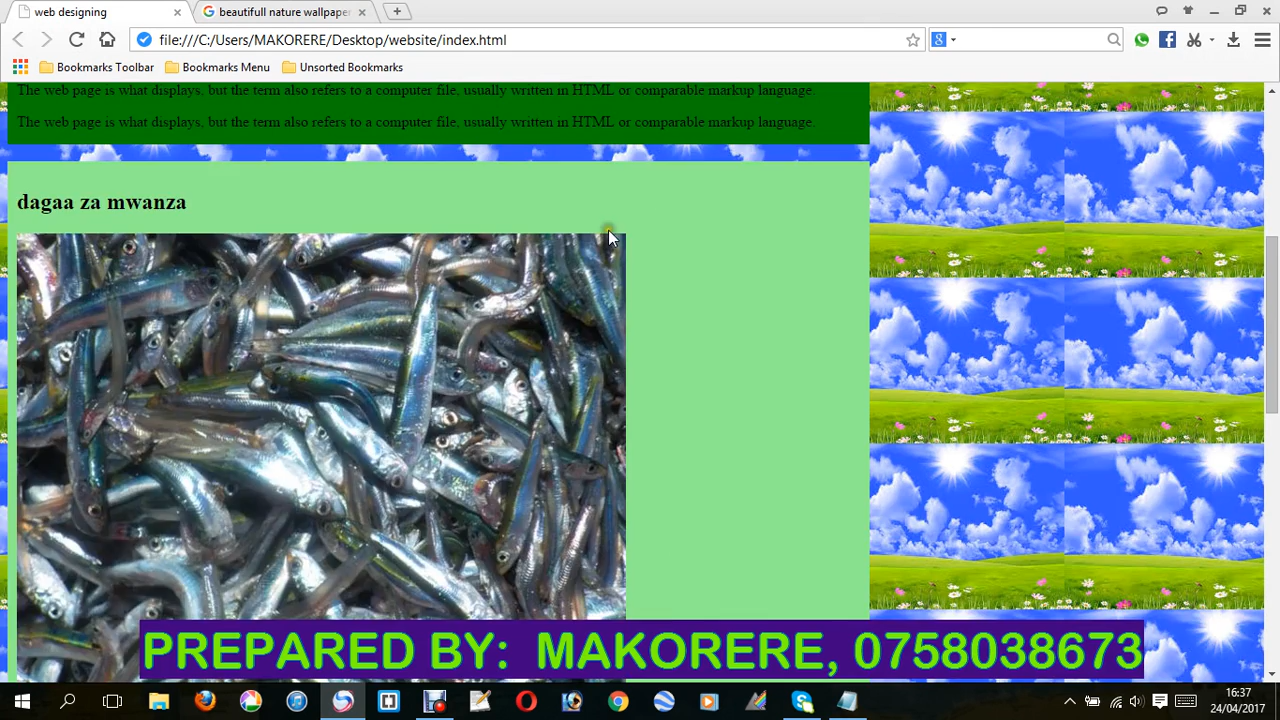 web designing
beautifull nature wallpaper
file:///C:/Users/MAKORERE/Desktop/website/index.html
Bookmarks Toolbar
Bookmarks Menu
Unsorted Bookmarks
The web page is what displays, but the term also refers to a computer file, usually written in HTML or comparable markup language.
The web page is what displays, but the term also refers to a computer file, usually written in HTML or comparable markup language.
dagaa za mwanza
PREPARED BY: MAKORERE, 0758038673
16:37
24/04/2017